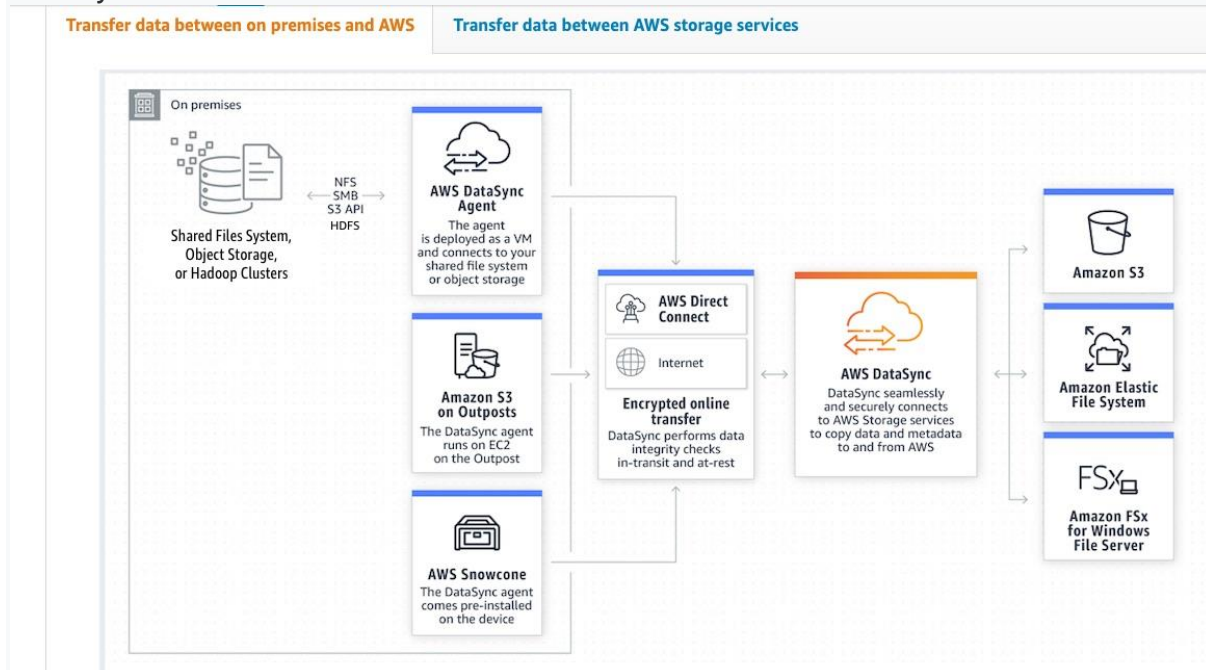 Transfer data between on premises and AWS
Transfer data between AWS storage services
On premises
Shared Files System,
Object Storage,
or Hadoop Clusters
NFS
SMB
S3 API
HDFS
AWS DataSync
Agent
The agent
is deployed as a VM
and connects to your
shared file system
or object storage
Amazon S3
on Outposts
The DataSync agent
runs on EC2
on the Outpost
AWS Snowcone
The DataSync agent
comes pre-installed
on the device
AWS Direct
Connect
Internet
Encrypted online
transfer
DataSync performs data
integrity checks
in-transit and at-rest
AWS DataSync
DataSync seamlessly
and securely connects
to AWS Storage services
to copy data and metadata
to and from AWS
Amazon S3
Amazon Elastic
File System
FSx
Amazon FSx
for Windows
File Server